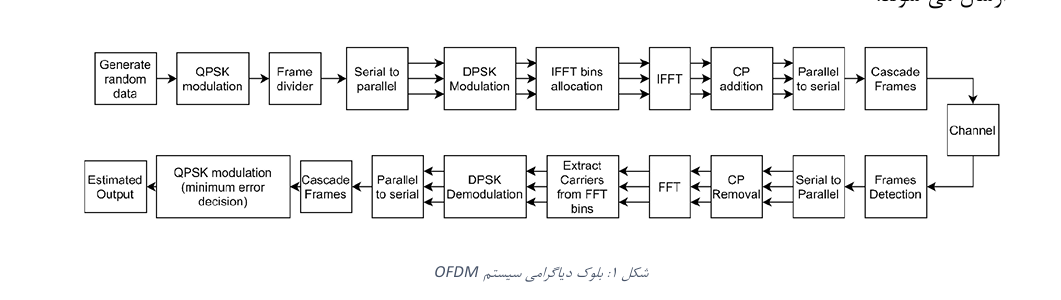 Generate
random
data
QPSK
modulation
Frame
divider
Serial to
parallel
DPSK
Modulation
IFFT bins
allocation
IFFT
CP
addition
Parallel
to serial
Cascade
Frames
Channel
Estimated
Output
QPSK modulation
(minimum error
decision)
Cascade
Frames
Parallel
to serial
DPSK
Demodulation
Extract
Carriers
from FFT
bins
FFT
CP
Removal
Serial to
Parallel
Frames
Detection
شکل ۱: بلوک دیاگرامی سیستم OFDM